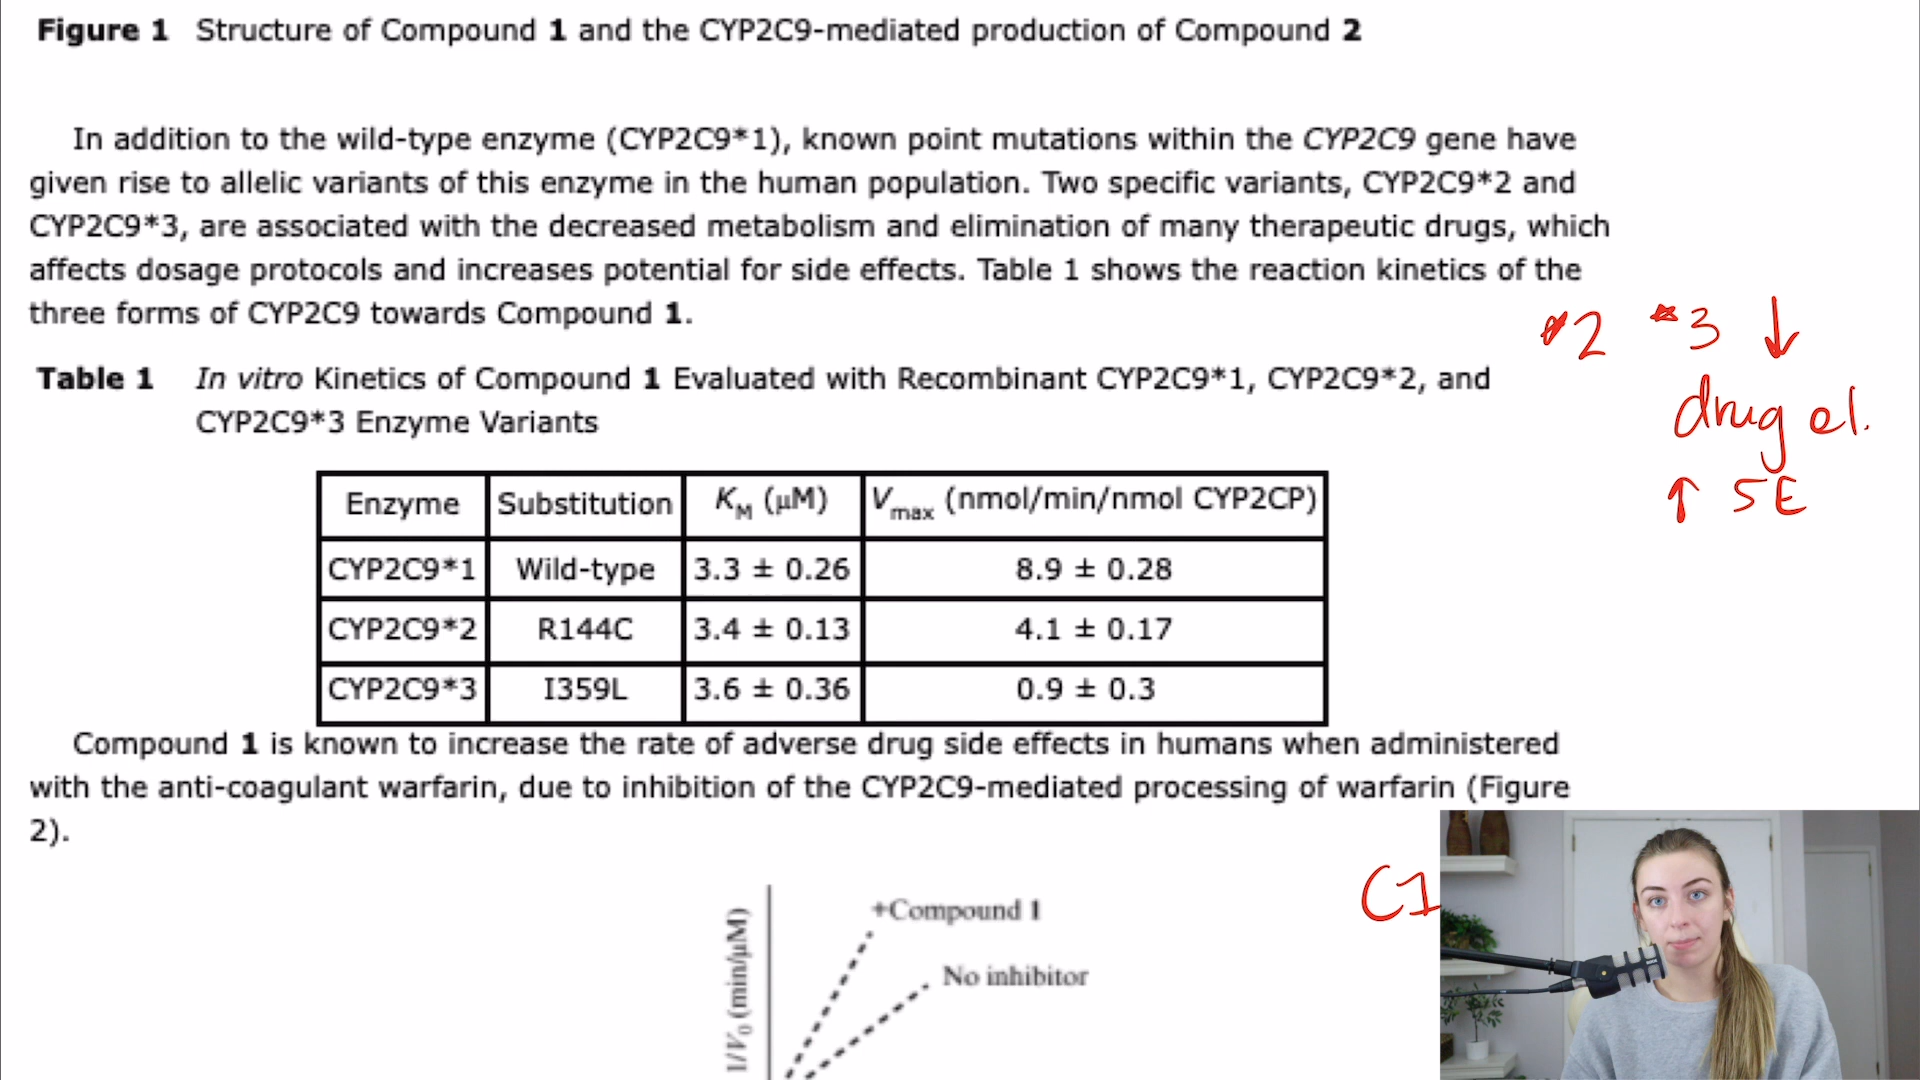 Figure 1 Structure of Compound 1 and the CYP2C9-mediated production of Compound 2
In addition to the wild-type enzyme (CYP2C9*1), known point mutations within the CYP2C9 gene have
given rise to allelic variants of this enzyme in the human population. Two specific variants, CYP2C9*2 and
CYP2C9*3, are associated with the decreased metabolism and elimination of many therapeutic drugs, which
affects dosage protocols and increases potential for side effects. Table 1 shows the reaction kinetics of the
three forms of CYP2C9 towards Compound 1.
*2 *3 ↓
drug el.
↑ SE
Table 1 In vitro Kinetics of Compound 1 Evaluated with Recombinant CYP2C9*1, CYP2C9*2, and
CYP2C9*3 Enzyme Variants
Enzyme Substitution KM (μM) Vmax (nmol/min/nmol CYP2CP)
CYP2C9*1 Wild-type 3.3 ± 0.26 8.9 ± 0.28
CYP2C9*2 R144C 3.4 ± 0.13 4.1 ± 0.17
CYP2C9*3 I359L 3.6 ± 0.36 0.9 ± 0.3
Compound 1 is known to increase the rate of adverse drug side effects in humans when administered
with the anti-coagulant warfarin, due to inhibition of the CYP2C9-mediated processing of warfarin (Figure
2).
C1
+Compound 1
No inhibitor
1/V0 (min/μM)